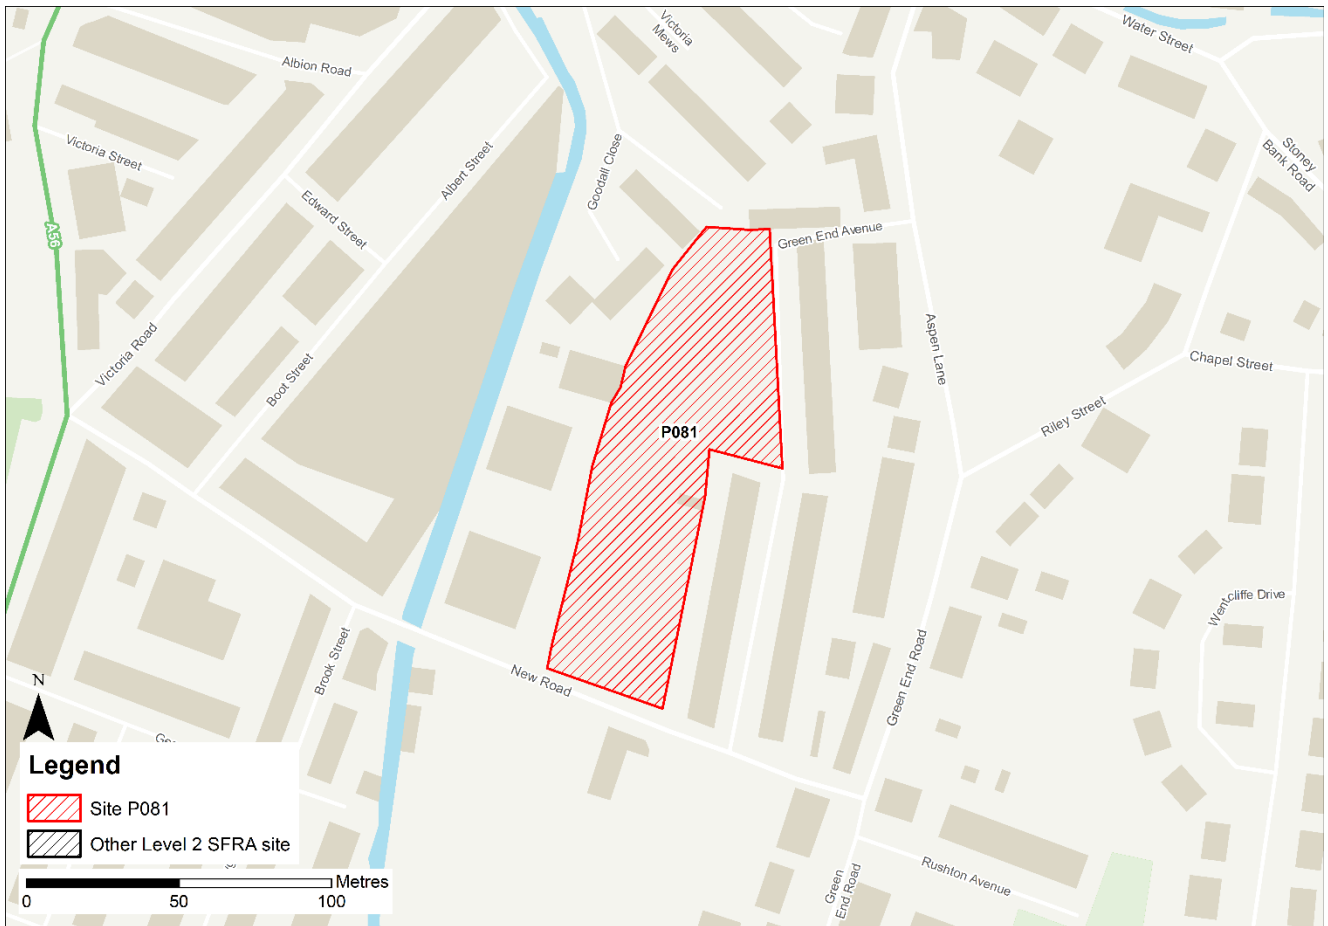 Victoria
Mews
Water Street
Albion Road
Victoria Street
Albert Street
Goodall Close
Stoney
Bank Road
Edward Street
A56
Green End Avenue
Victoria Road
Boot Street
Aspen Lane
Chapel Street
Riley Street
P081
Wentcliffe Drive
Brook Street
New Road
Green End Road
N
Legend
Site P081
Other Level 2 SFRA site
Metres
0
50
100
Rushton Avenue
Green
End Road